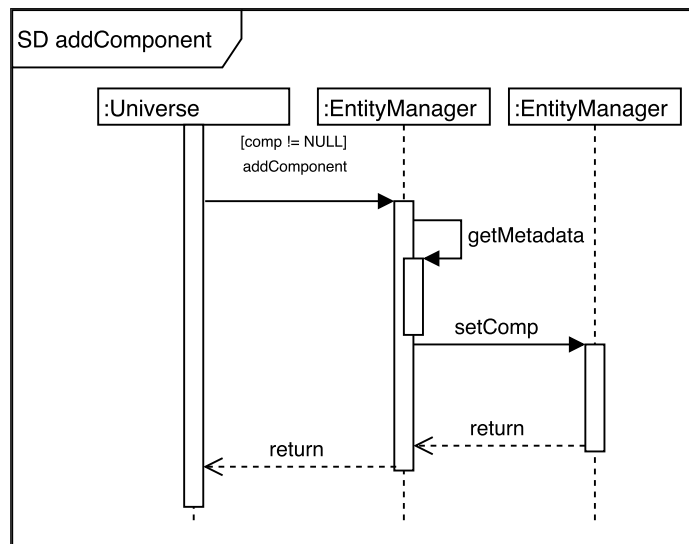 SD addComponent
:Universe
:EntityManager
:EntityManager
[comp != NULL]
addComponent
getMetadata
setComp
return
return